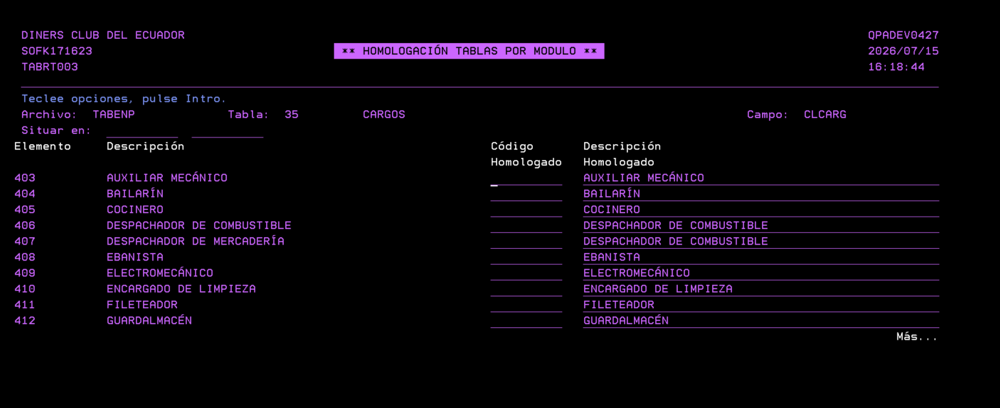 DINERS CLUB DEL ECUADOR QPADEV0427
SOFK171623 ** HOMOLOGACIÓN TABLAS POR MODULO ** 2026/07/15
TABRT003 16:18:44
Teclee opciones, pulse Intro.
Archivo: TABENP Tabla: 35 CARGOS Campo: CLCARG
Situar en:
Elemento Descripción Código Descripción
Homologado Homologado
403 AUXILIAR MECÁNICO AUXILIAR MECÁNICO
404 BAILARÍN BAILARÍN
405 COCINERO COCINERO
406 DESPACHADOR DE COMBUSTIBLE DESPACHADOR DE COMBUSTIBLE
407 DESPACHADOR DE MERCADERÍA DESPACHADOR DE COMBUSTIBLE
408 EBANISTA EBANISTA
409 ELECTROMECÁNICO ELECTROMECÁNICO
410 ENCARGADO DE LIMPIEZA ENCARGADO DE LIMPIEZA
411 FILETEADOR FILETEADOR
412 GUARDALMACÉN GUARDALMACÉN
Más...